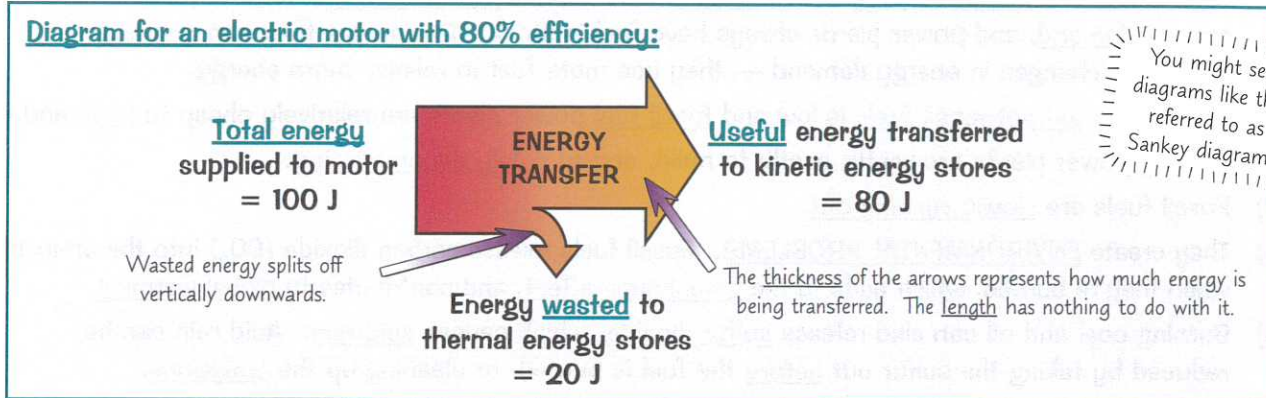 Diagram for an electric motor with 80% efficiency:
You might se
diagrams like th
referred to as
Sankey diagram
Total energy
supplied to motor
= 100 J
ENERGY
TRANSFER
Useful energy transferred
to kinetic energy stores
= 80 J
Wasted energy splits off
vertically downwards.
Energy wasted to
thermal energy stores
= 20 J
The thickness of the arrows represents how much energy is
being transferred. The length has nothing to do with it.